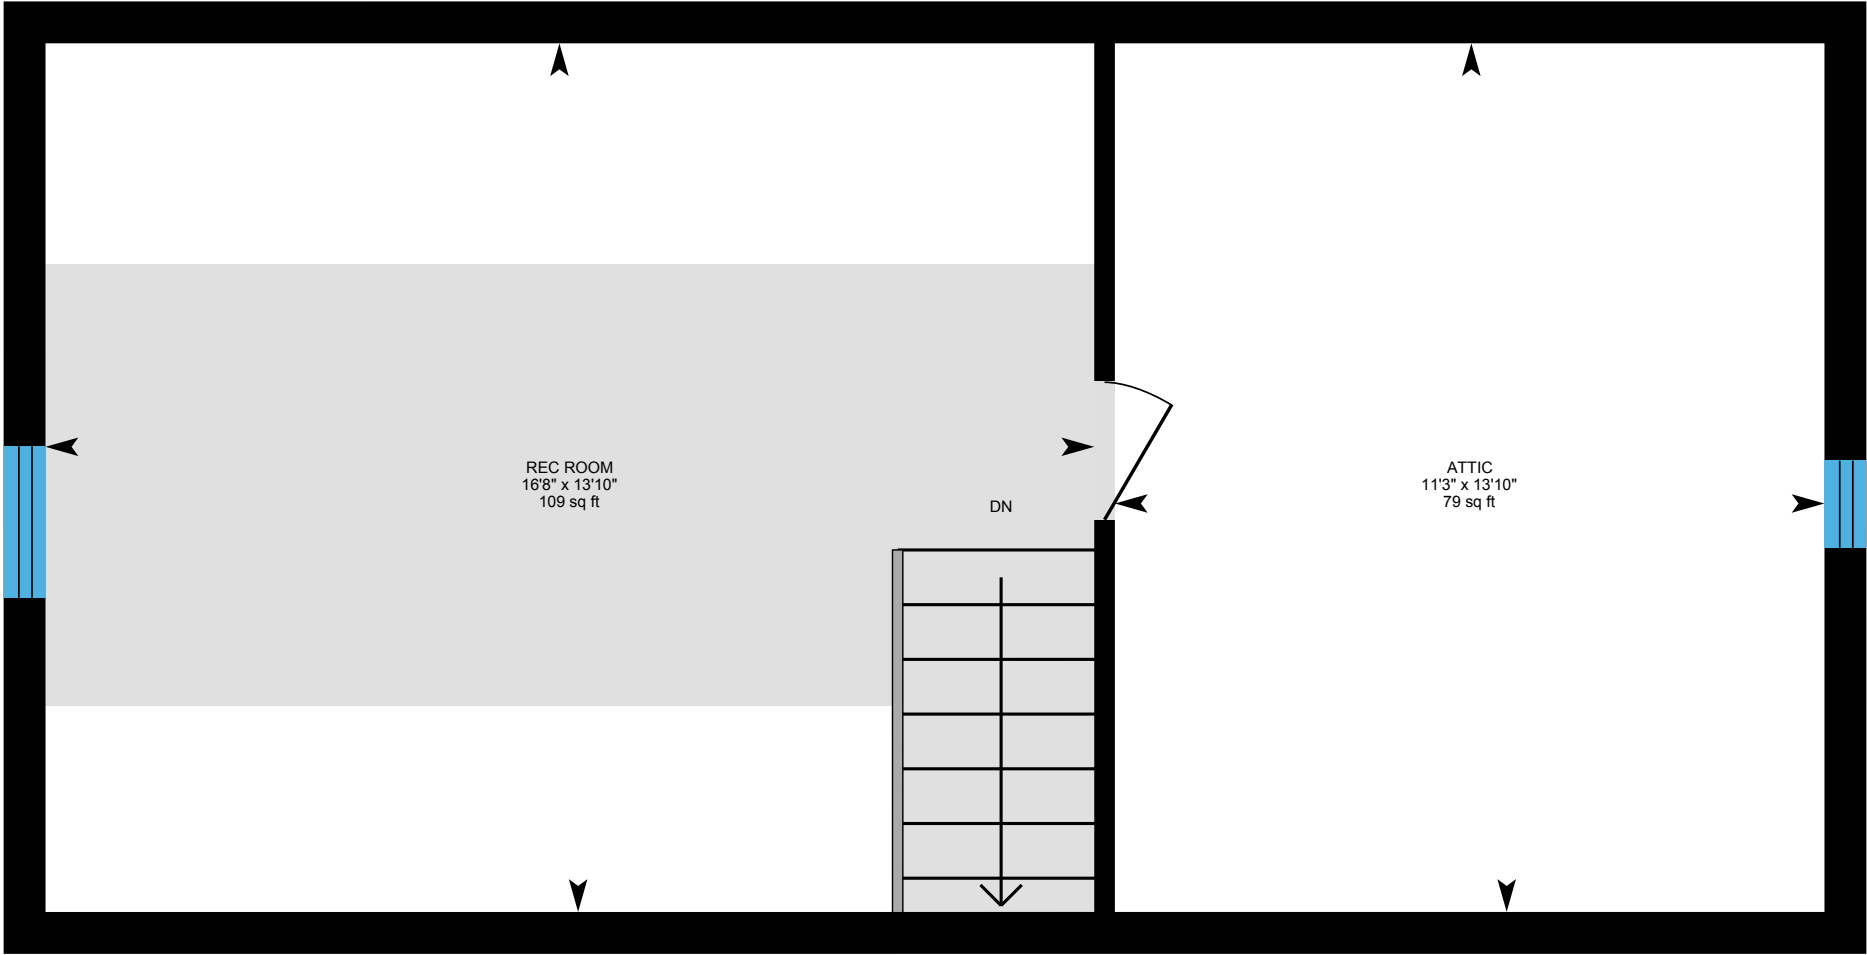 REC ROOM
16'8" x 13'10"
109 sq ft
DN
ATTIC
11'3" x 13'10"
79 sq ft